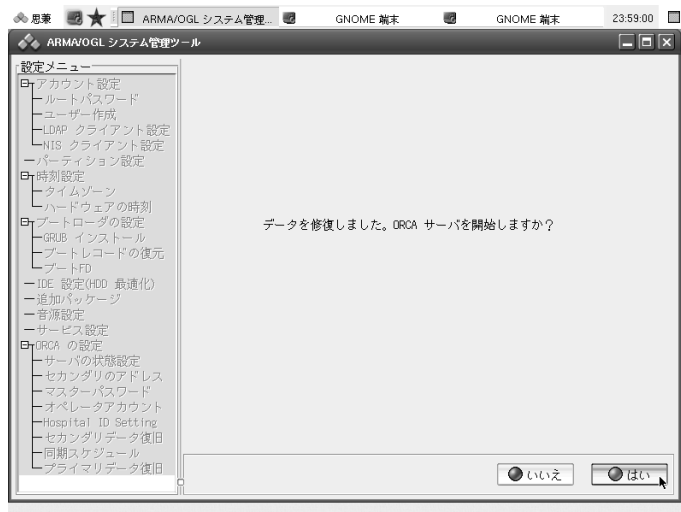 思兼 ARMA/OGL システム管理... GNOME 端末 GNOME 端末 23:59:00
ARMA/OGL システム管理ツール
設定メニュー
アカウント設定
ルートパスワード
ユーザー作成
LDAP クライアント設定
NIS クライアント設定
パーティション設定
時刻設定
タイムゾーン
ハードウェアの時刻
ブートローダの設定
GRUB インストール
ブートレコードの復元
ブートFD
IDE 設定(HDD 最適化)
追加パッケージ
音源設定
サービス設定
ORCA の設定
サーバの状態設定
セカンダリのアドレス
マスターパスワード
オペレータアカウント
Hospital ID Setting
セカンダリデータ復旧
同期スケジュール
プライマリデータ復旧
データを修復しました。ORCA サーバを開始しますか?
いいえ はい